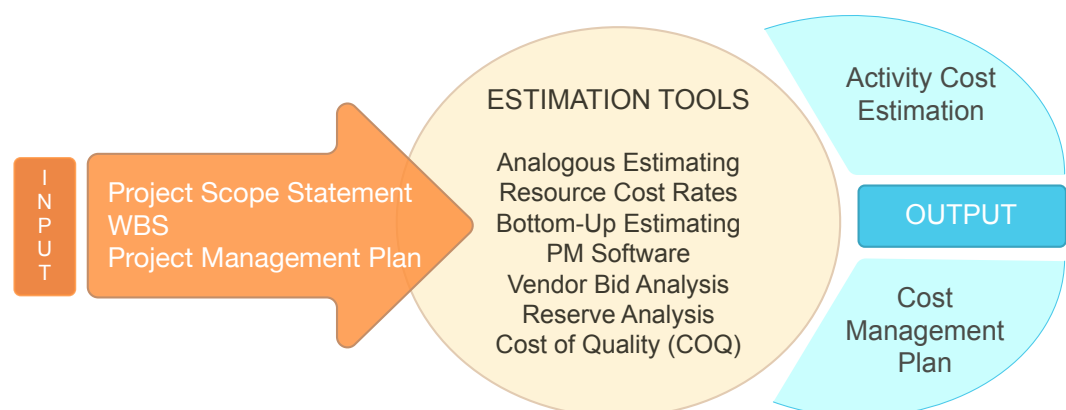 INPUT
Project Scope Statement
WBS
Project Management Plan
ESTIMATION TOOLS
Analogous Estimating
Resource Cost Rates
Bottom-Up Estimating
PM Software
Vendor Bid Analysis
Reserve Analysis
Cost of Quality (COQ)
Activity Cost
Estimation
OUTPUT
Cost
Management
Plan